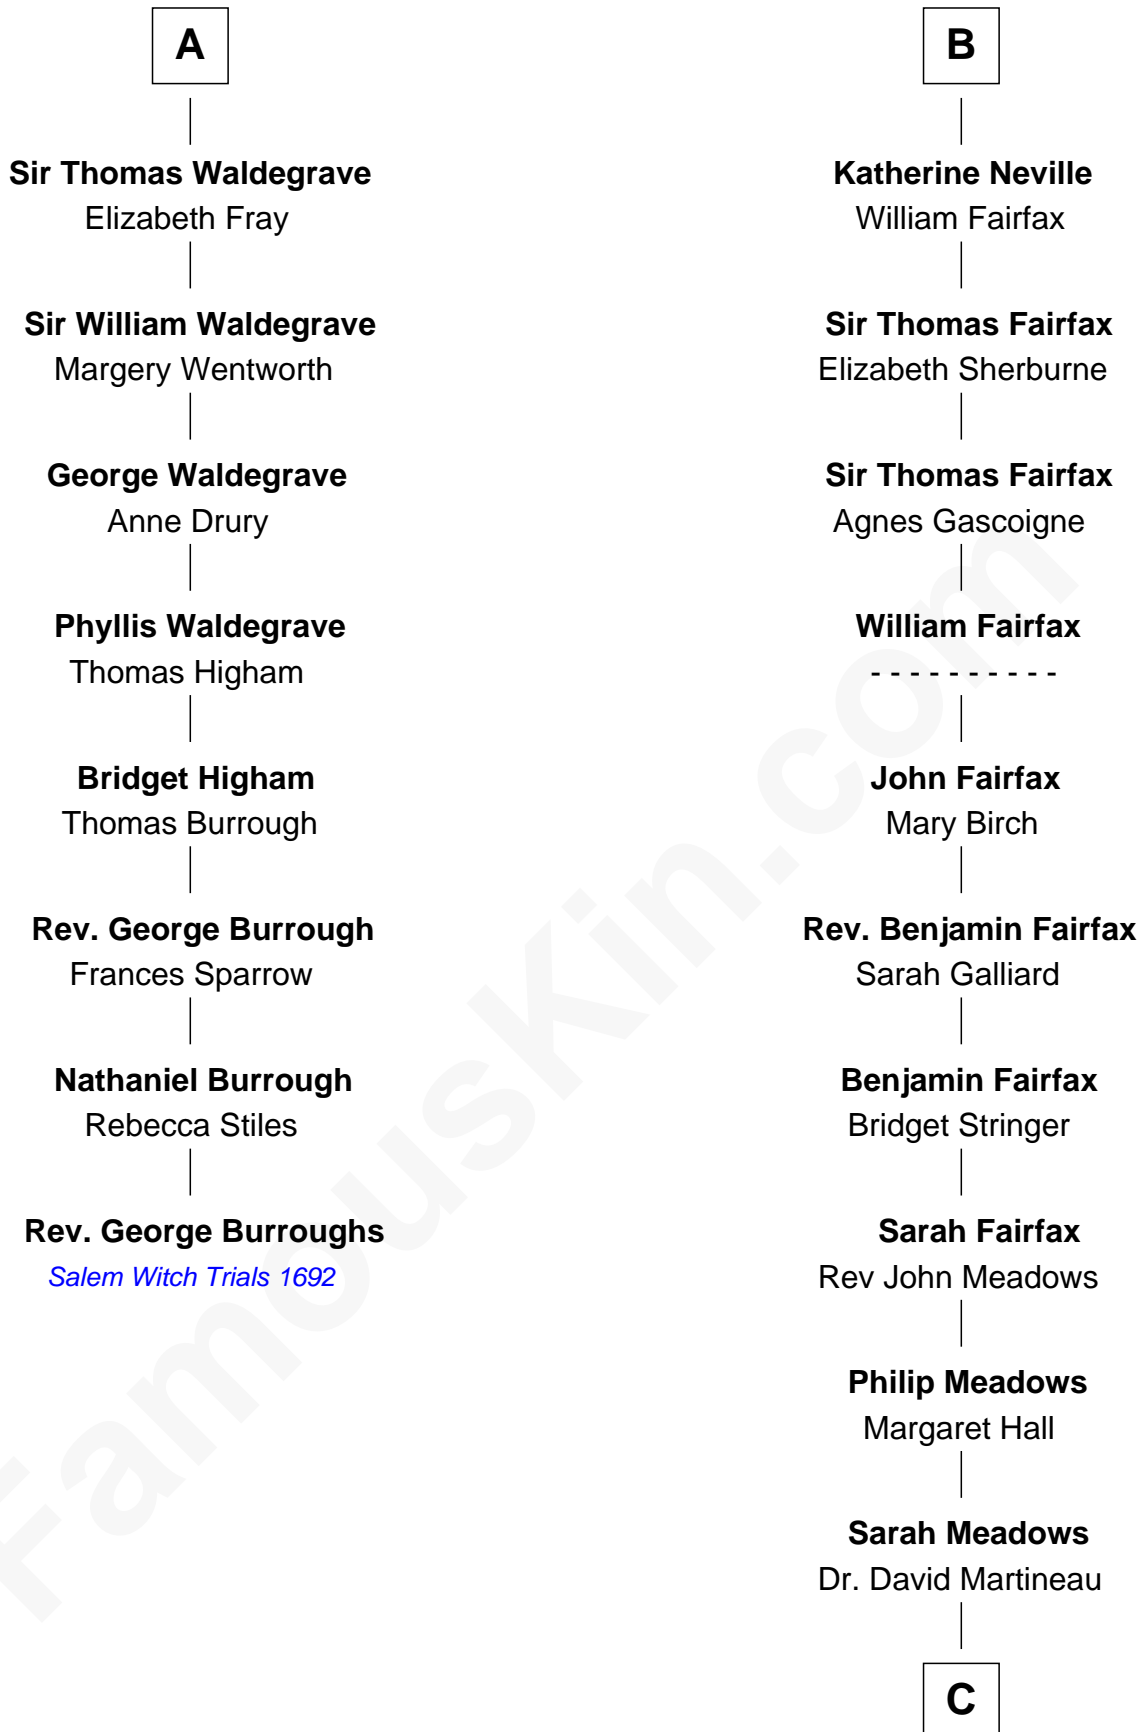 A
Sir Thomas Waldegrave
Elizabeth Fray
Sir William Waldegrave
Margery Wentworth
George Waldegrave
Anne Drury
Phyllis Waldegrave
Thomas Higham
Bridget Higham
Thomas Burrough
Rev. George Burrough
Frances Sparrow
Nathaniel Burrough
Rebecca Stiles
Rev. George Burroughs
Salem Witch Trials 1692
B
Katherine Neville
William Fairfax
Sir Thomas Fairfax
Elizabeth Sherburne
Sir Thomas Fairfax
Agnes Gascoigne
William Fairfax
- - - - - - - - - -
John Fairfax
Mary Birch
Rev. Benjamin Fairfax
Sarah Galliard
Benjamin Fairfax
Bridget Stringer
Sarah Fairfax
Rev John Meadows
Philip Meadows
Margaret Hall
Sarah Meadows
Dr. David Martineau
C
FamousKin.com